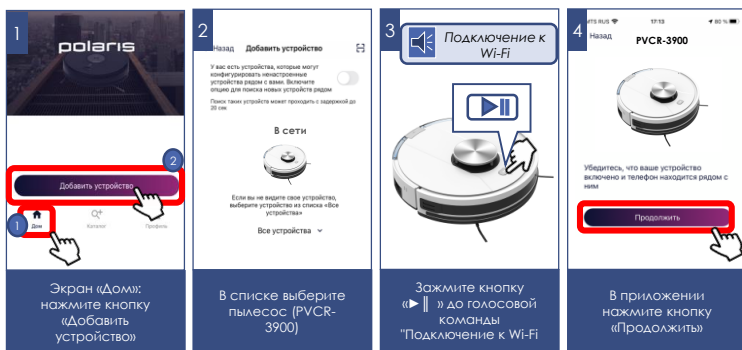 1
polaris
2
Добавить устройство
1
Дом
Каталог
Профиль
Экран «Дом»:
нажмите кнопку
«Добавить
устройство»
2
Назад
Добавить устройство
У вас есть устройства, которые могут
конфигурировать ненастроенные
устройства рядом с вами. Включите
опцию для поиска новых устройств рядом
Поиск таких устройств может проходить с задержкой до
20 сек
В сети
Если вы не видите свое устройство,
выберите устройство из списка «Все
устройства»
Все устройства
В списке выберите
пылесос (PVCR-
3900)
3
Подключение к
Wi-Fi
Зажмите кнопку
«►‖ » до голосовой
команды
"Подключение к Wi-Fi
4
MTS RUS
17:13
80 %
Назад
PVCR-3900
Убедитесь, что ваше устройство
включено и телефон находится рядом с
ним
Продолжить
В приложении
нажмите кнопку
«Продолжить»